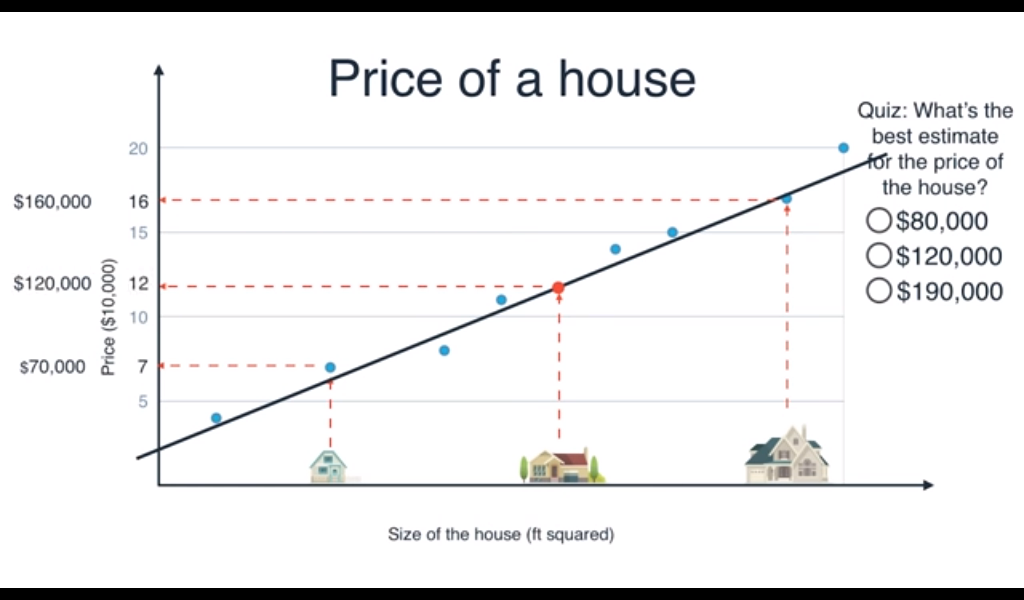 Price of a house
Quiz: What's the
best estimate
for the price of
the house?
$80,000
$120,000
$190,000
20
$160,000 16
15
$120,000 12
10
$70,000 7
5
Price ($10,000)
Size of the house (ft squared)